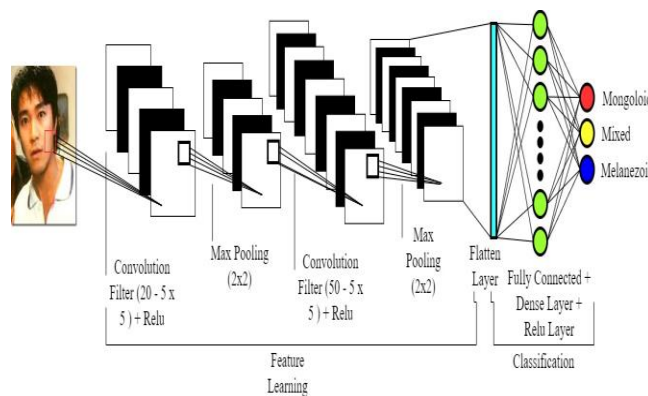 Mongoloid
Mixed
Melanezoid
Convolution
Filter (20 - 5 x
5 ) + Relu
Max Pooling
(2x2)
Convolution
Filter (50 - 5 x
5 ) + Relu
Max
Pooling
(2x2)
Flatten
Layer
Fully Connected +
Dense Layer +
Relu Layer
Feature
Learning
Classification